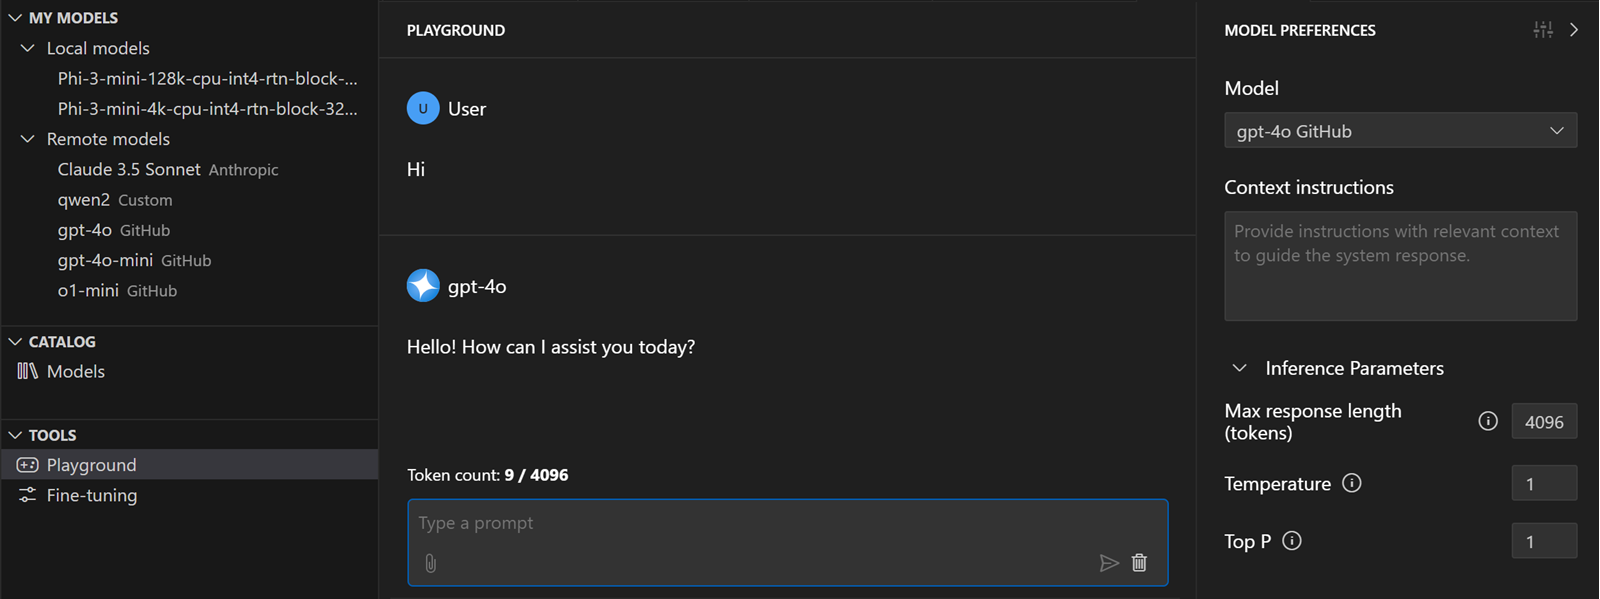 MY MODELS
Local models
Phi-3-mini-128k-cpu-int4-rtn-block-...
Phi-3-mini-4k-cpu-int4-rtn-block-32...
Remote models
Claude 3.5 Sonnet Anthropic
qwen2 Custom
gpt-4o GitHub
gpt-4o-mini GitHub
o1-mini GitHub
CATALOG
Models
TOOLS
Playground
Fine-tuning
PLAYGROUND
U User
Hi
gpt-4o
Hello! How can I assist you today?
Token count: 9 / 4096
Type a prompt
MODEL PREFERENCES
Model
gpt-4o GitHub
Context instructions
Provide instructions with relevant context
to guide the system response.
Inference Parameters
Max response length
(tokens)
4096
Temperature 1
Top P 1